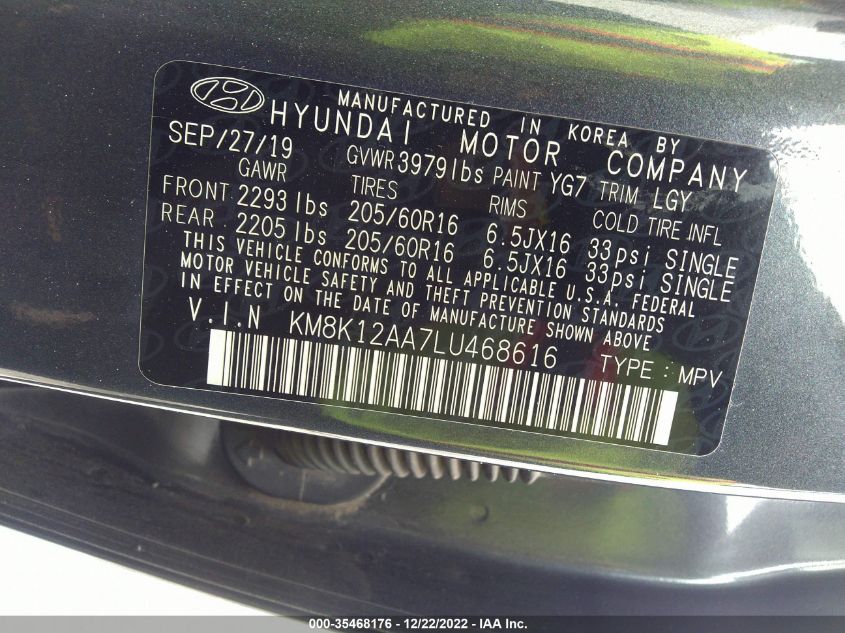 MANUFACTURED IN KOREA BY
HYUNDAI MOTOR COMPANY
SEP/27/19 GVWR 3979 lbs PAINT YG7 TRIM LGY
GAWR TIRES RIMS COLD TIRE INFL
FRONT 2293 lbs 205/60R16 6.5JX16 33psi SINGLE
REAR 2205 lbs 205/60R16 6.5JX16 33psi SINGLE
THIS VEHICLE CONFORMS TO ALL APPLICABLE U.S.A. FEDERAL
MOTOR VEHICLE SAFETY AND THEFT PREVENTION STANDARDS
IN EFFECT ON THE DATE OF MANUFACTURE SHOWN ABOVE
V.I.N KM8K12AA7LU468616 TYPE : MPV
000-35468176 - 12/22/2022 - IAA Inc.